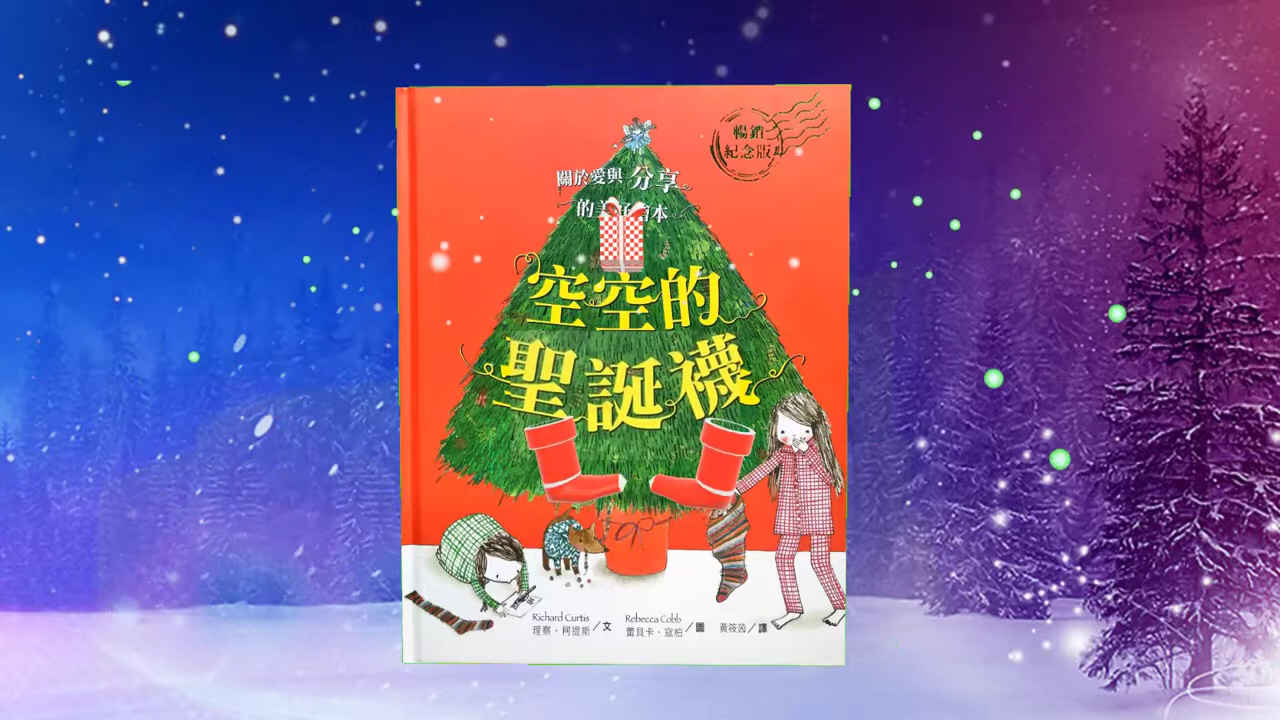 暢銷
紀念版
關於愛與分享
的美 本
空空的
聖誕襪
Richard Curtis
理察・柯提斯／文
Rebecca Cobb
蕾貝卡・寇柏／圖
黃筱茵／譯